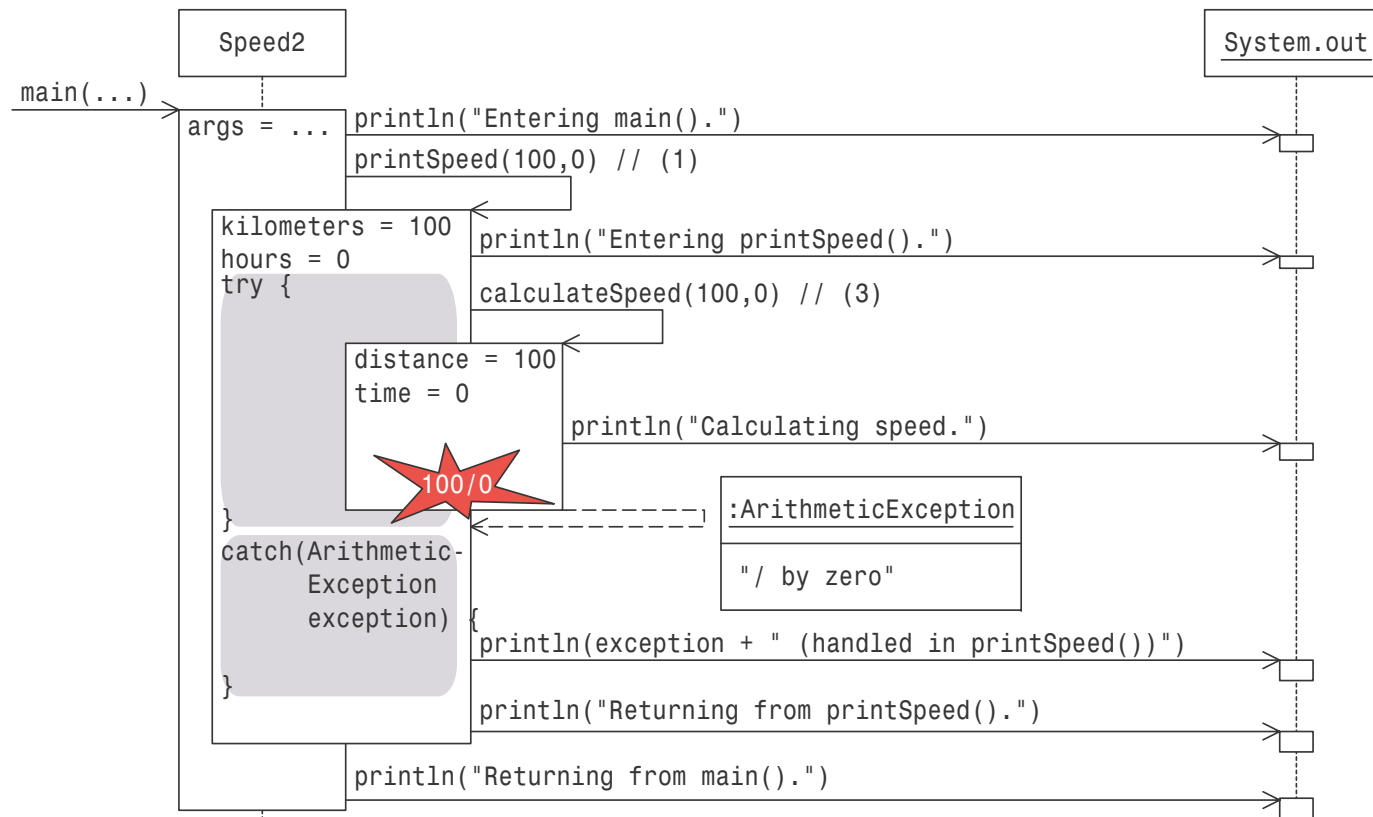 Speed2
System.out
main(...)
args = ...
println("Entering main().")
printSpeed(100,0) // (1)
kilometers = 100
hours = 0
println("Entering printSpeed().")
try {
calculateSpeed(100,0) // (3)
distance = 100
time = 0
println("Calculating speed.")
100/0
:ArithmeticException
"/ by zero"
}
catch(Arithmetic-
Exception
exception) {
println(exception + " (handled in printSpeed())")
}
println("Returning from printSpeed().")
println("Returning from main().")